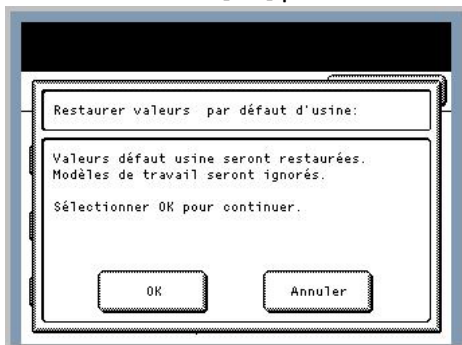 Restaurer valeurs par défaut d'usine:
Valeurs défaut usine seront restaurées.
Modèles de travail seront ignorés.
Sélectionner OK pour continuer.
OK
Annuler